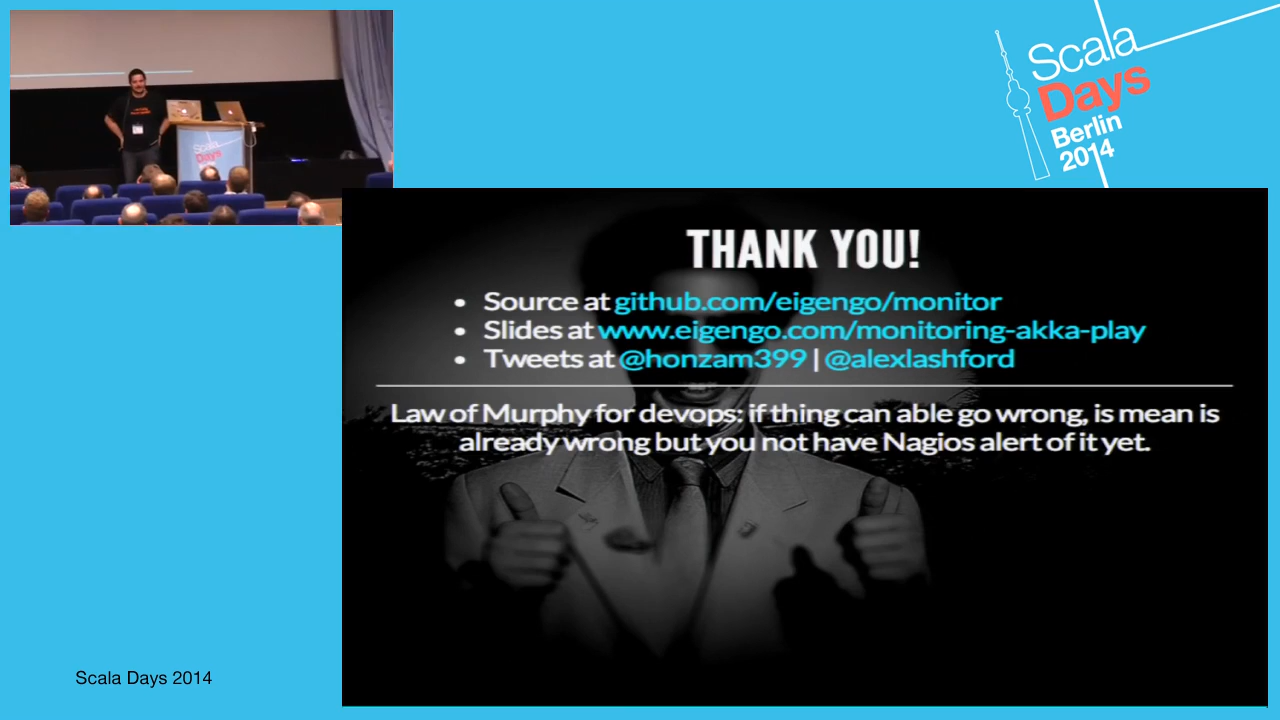 Scala
Days
Berlin
2014
Scala
Days
THANK YOU!
• Source at github.com/eigengo/monitor
• Slides at www.eigengo.com/monitoring-akka-play
• Tweets at @honzam399 | @alexlashford
Law of Murphy for devops: if thing can able go wrong, is mean is
already wrong but you not have Nagios alert of it yet.
Scala Days 2014